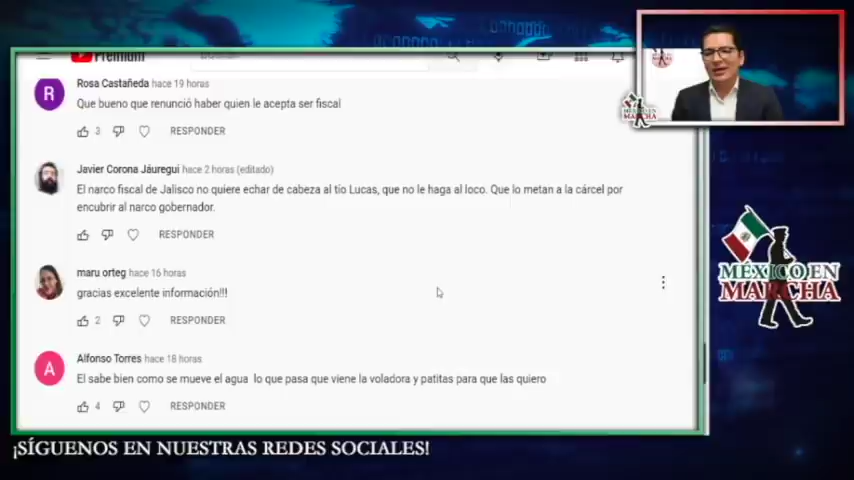 Premium
Rosa Castañeda hace 19 horas
Que bueno que renunció haber quien le acepta ser fiscal
3 RESPONDER
Javier Corona Jáuregui hace 2 horas (editado)
El narco fiscal de Jalisco no quiere echar de cabeza al tío Lucas, que no le haga al loco. Que lo metan a la cárcel por
encubrir al narco gobernador.
RESPONDER
maru orteg hace 16 horas
gracias excelente información!!!
2 RESPONDER
Alfonso Torres hace 18 horas
El sabe bien como se mueve el agua lo que pasa que viene la voladora y patitas para que las quiero
4 RESPONDER
R
A
MÉXICO EN
MARCHA
MÉXICO EN
MARCHA
¡SÍGUENOS EN NUESTRAS REDES SOCIALES!